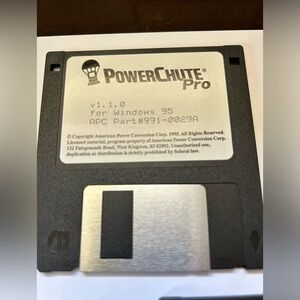 POWERCHUTE®
Pro
v1.1.0
for Windows 95
APC Part#991-0029A
© Copyright American Power Conversion Corp. 1995. All Rights Reserved.
Licensed material, program property of American Power Conversion Corp.
132 Fairgrounds Road, West Kingston, RI 02892. Unauthorized use,
duplication or distribution is strictly prohibited by federal law.